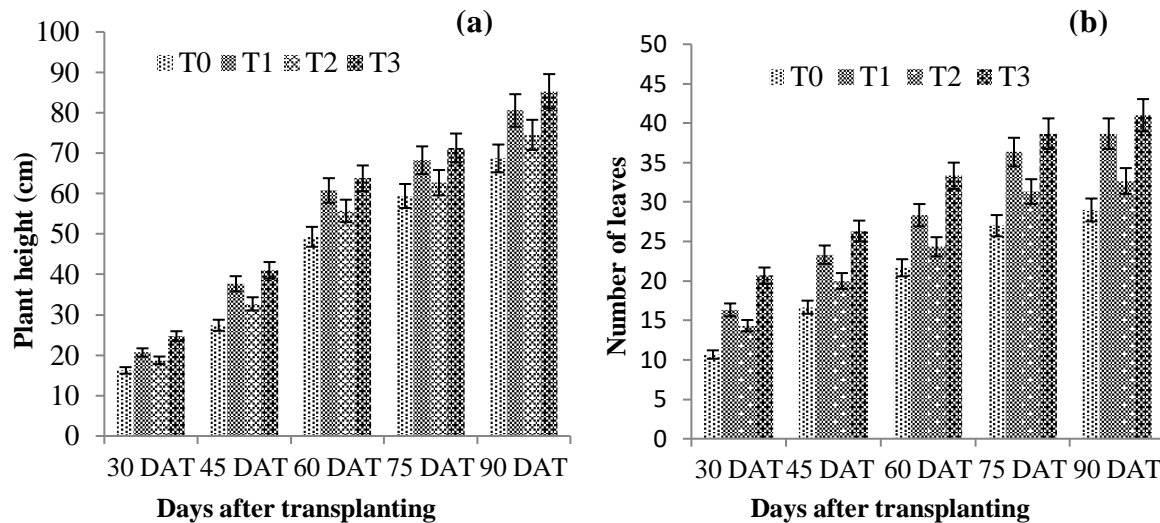 (a)
T0 T1 T2 T3
Plant height (cm)
100
90
80
70
60
50
40
30
20
10
0
30 DAT 45 DAT 60 DAT 75 DAT 90 DAT
Days after transplanting
(b)
T0 T1 T2 T3
Number of leaves
50
45
40
35
30
25
20
15
10
5
0
30 DAT 45 DAT 60 DAT 75 DAT 90 DAT
Days after transplanting